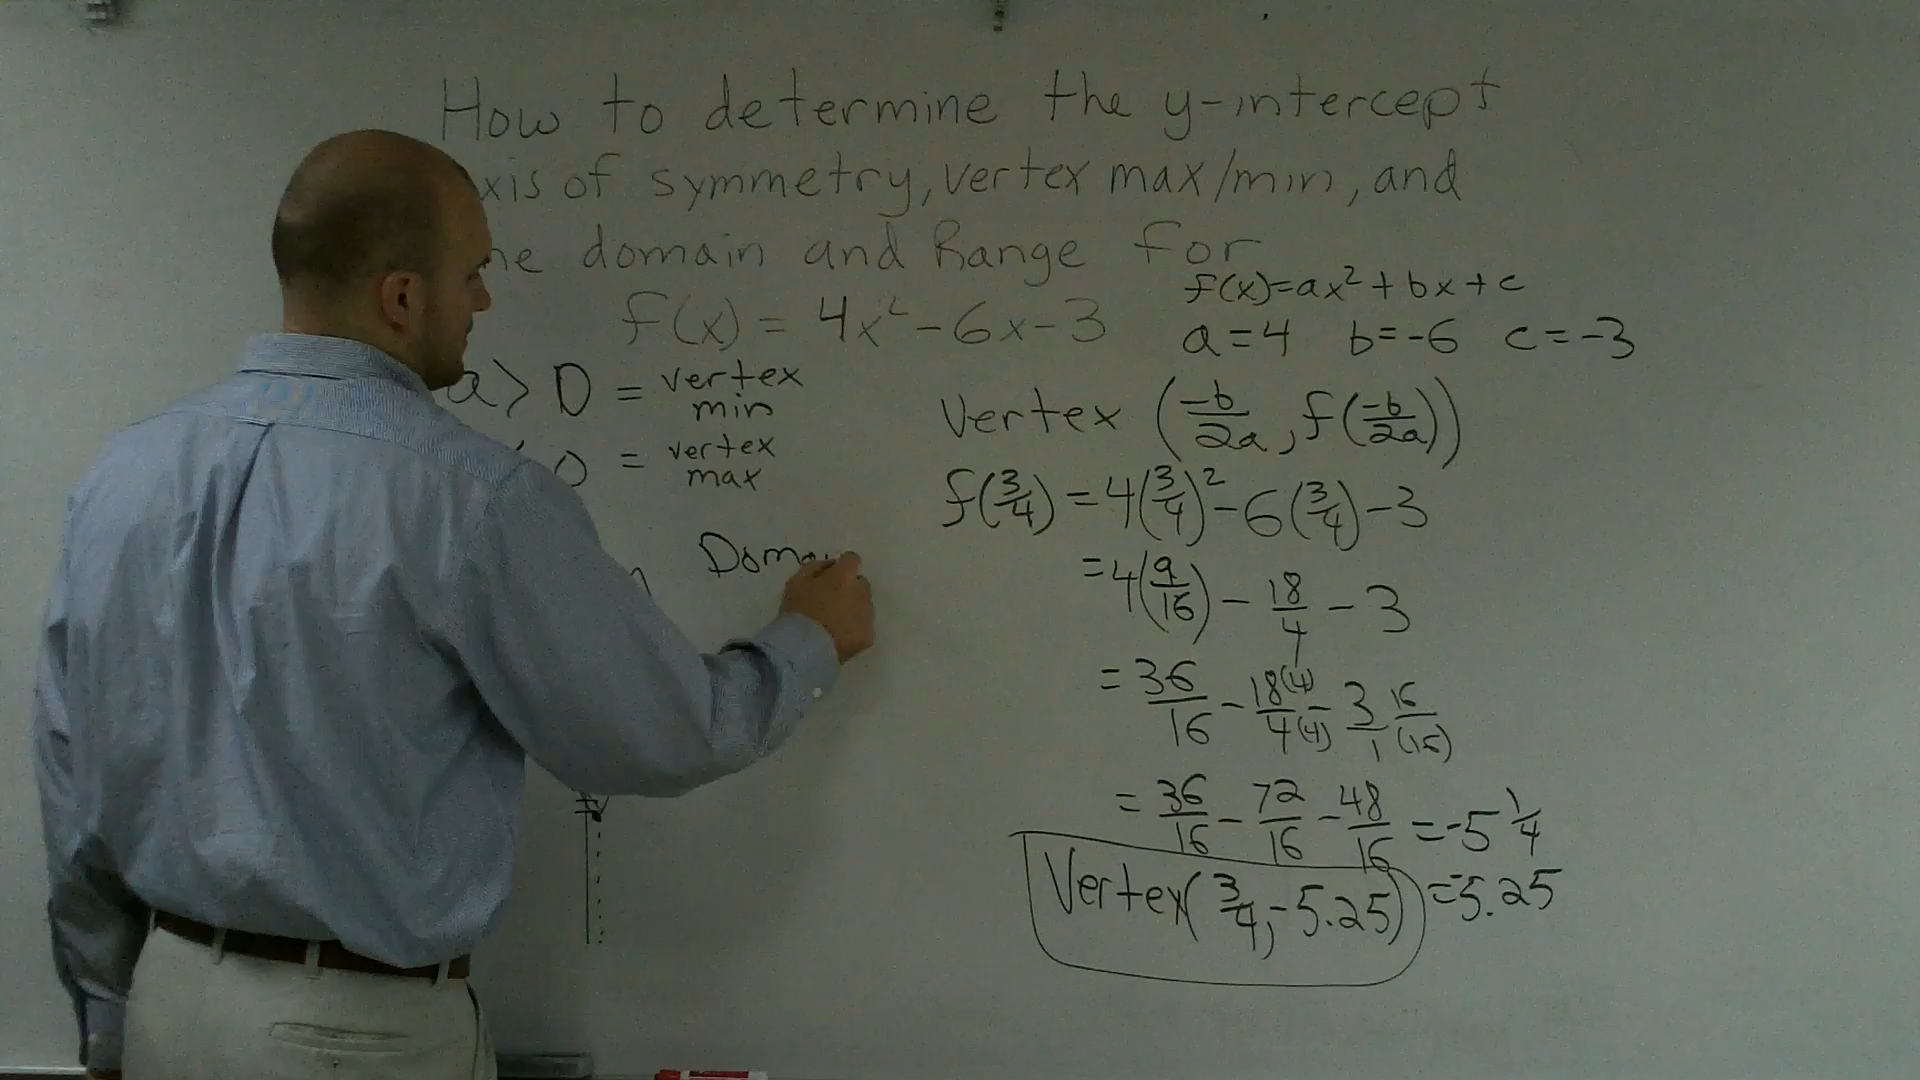 How to determine the y-intercept
xis of symmetry, vertex max/min, and
he domain and Range for
f(x) = 4x² - 6x - 3
f(x) = ax² + bx + c
a = 4 b = -6 c = -3
a > 0 = vertex min
0 = vertex max
Doma
Vertex (-b/2a, f(-b/2a))
f(3/4) = 4(3/4)² - 6(3/4) - 3
= 4(9/16) - 18/4 - 3
= 36/16 - 18(4)/4(4) - 3/1 16/(16)
= 36/16 - 72/16 - 48/16 = -5 1/4
= -5.25
Vertex (3/4, -5.25)